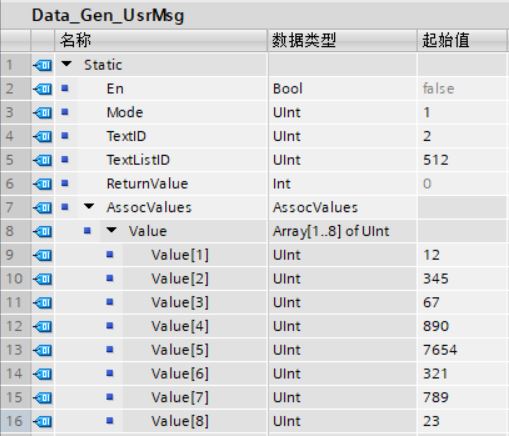 Data_Gen_UsrMsg
名称 数据类型 起始值
1 Static
2 En Bool false
3 Mode UInt 1
4 TextID UInt 2
5 TextListID UInt 512
6 ReturnValue Int 0
7 AssocValues AssocValues
8 Value Array[1..8] of UInt
9 Value[1] UInt 12
10 Value[2] UInt 345
11 Value[3] UInt 67
12 Value[4] UInt 890
13 Value[5] UInt 7654
14 Value[6] UInt 321
15 Value[7] UInt 789
16 Value[8] UInt 23